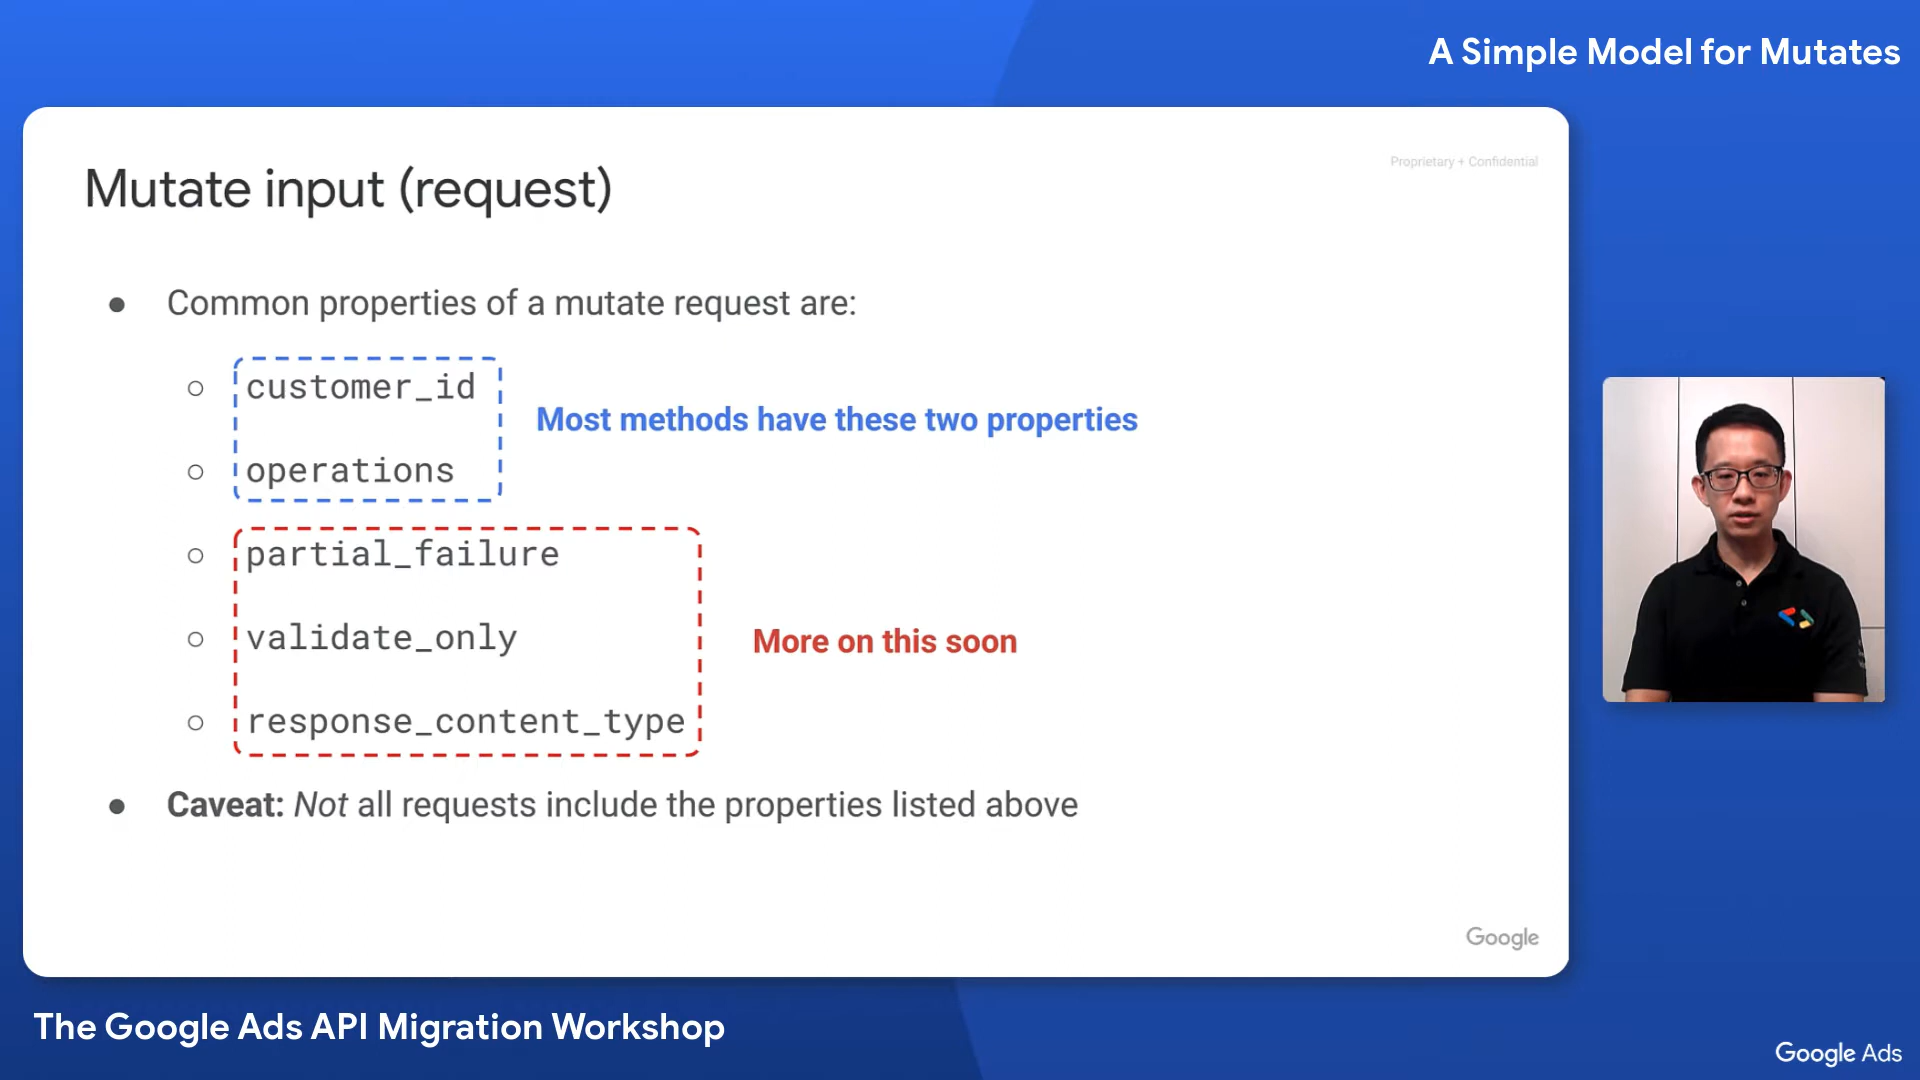 A Simple Model for Mutates
Proprietary + Confidential
Mutate input (request)
● Common properties of a mutate request are:
○ customer_id
Most methods have these two properties
○ operations
○ partial_failure
○ validate_only
More on this soon
○ response_content_type
● Caveat: Not all requests include the properties listed above
Google
The Google Ads API Migration Workshop
Google Ads